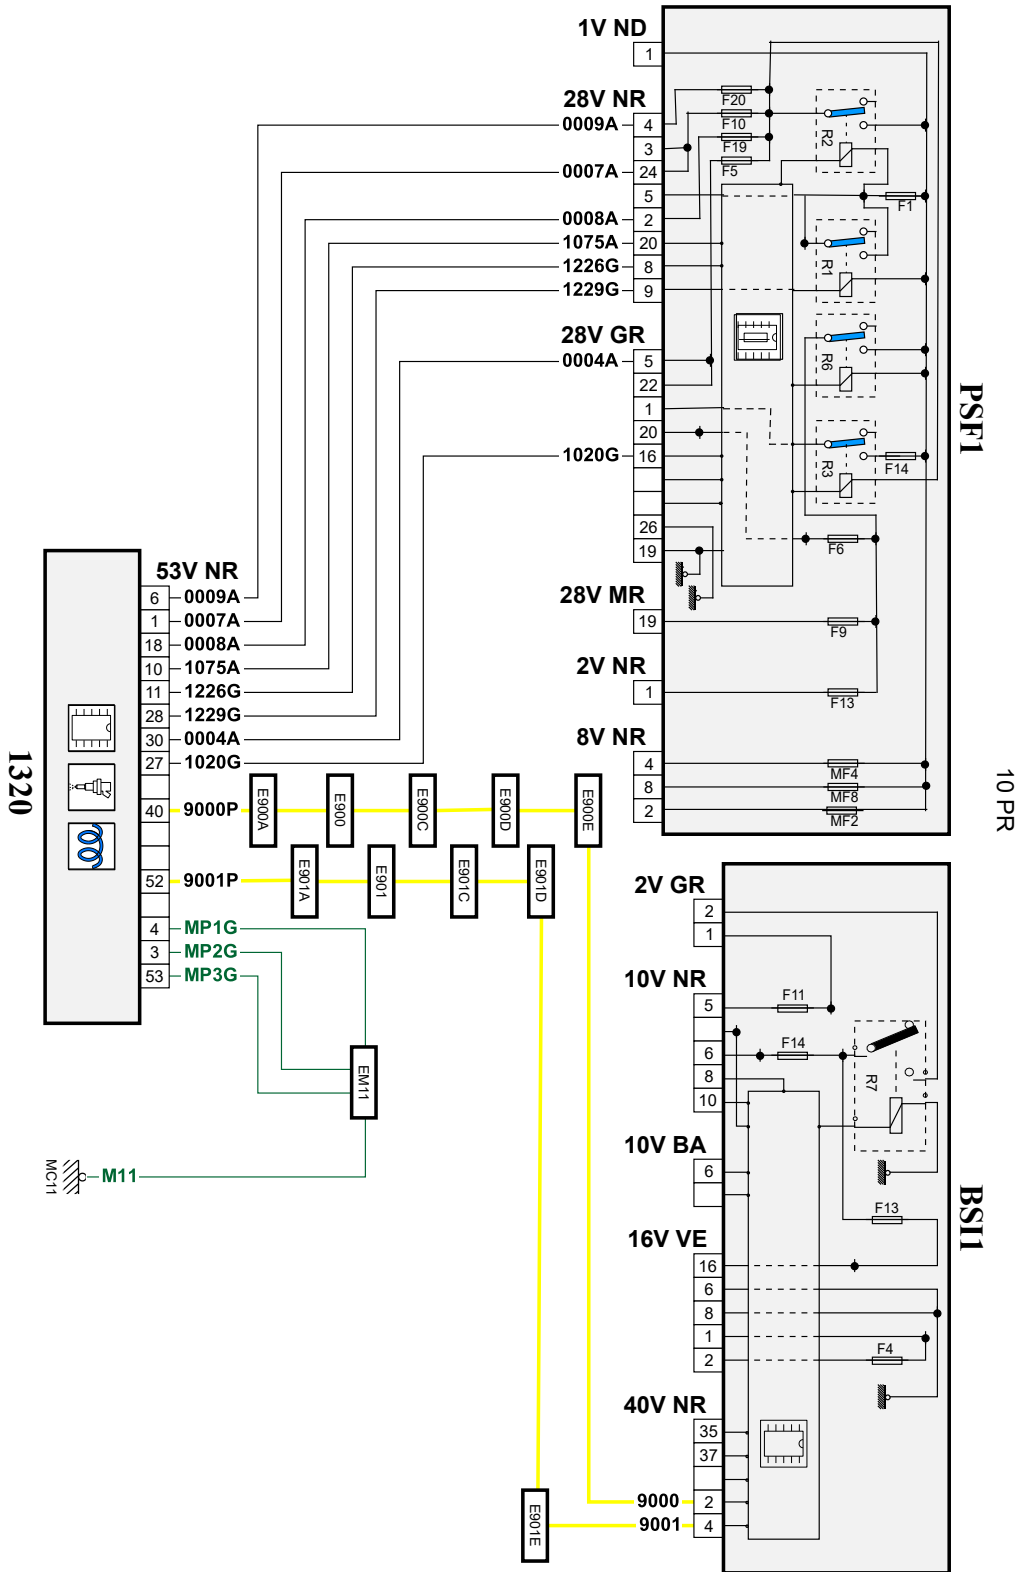 1V ND
1
28V NR
0009A 4
3
0007A 24
5
0008A 2
1075A 20
1226G 8
1229G 9
28V GR
0004A 5
22
1
20
1020G 16
26
19
28V MR
19
2V NR
1
8V NR
4
8
2
F20
F10
F19
F5
R2
F1
R1
R6
R3
F14
F6
F9
F13
MF4
MF8
MF2
PSF1
10 PR
53V NR
6 0009A
1 0007A
18 0008A
10 1075A
11 1226G
28 1229G
30 0004A
27 1020G
40 9000P
52 9001P
4 MP1G
3 MP2G
53 MP3G
1320
E900A
E900
E900C
E900D
E900E
E901A
E901
E901C
E901D
EM11
M11
MC11
E901E
2V GR
2
1
10V NR
5
6
8
10
10V BA
6
16V VE
16
6
8
1
2
40V NR
35
37
9000 2
9001 4
F11
F14
R7
F13
F4
BSI1